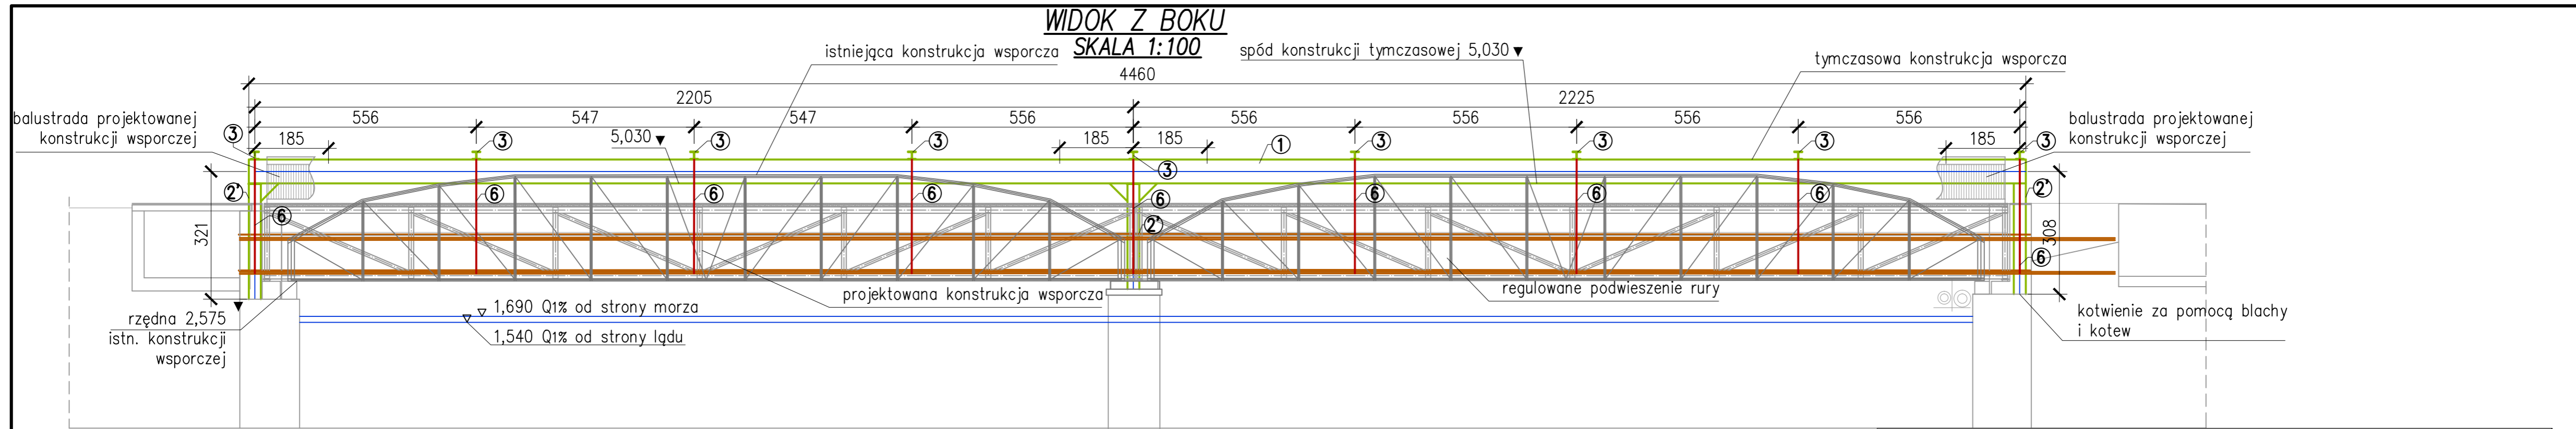 WIDOK Z BOKU
SKALA 1:100
istniejąca konstrukcja wsporcza
spód konstrukcji tymczasowej 5,030
tymczasowa konstrukcja wsporcza
4460
2205
2225
balustrada projektowanej
konstrukcji wsporczej
556
547
547
556
556
556
556
556
balustrada projektowanej
konstrukcji wsporczej
3
185
3
5,030
3
3
185
185
1
3
3
3
185
3
3
2'
6
6
6
6
6
6
6
6
2'
2'
321
308
6
6
projektowana konstrukcja wsporcza
regulowane podwieszenie rury
rzędna 2,575
istn. konstrukcji
wsporczej
1,690 Q1% od strony morza
1,540 Q1% od strony lądu
kotwienie za pomocą blachy
i kotew